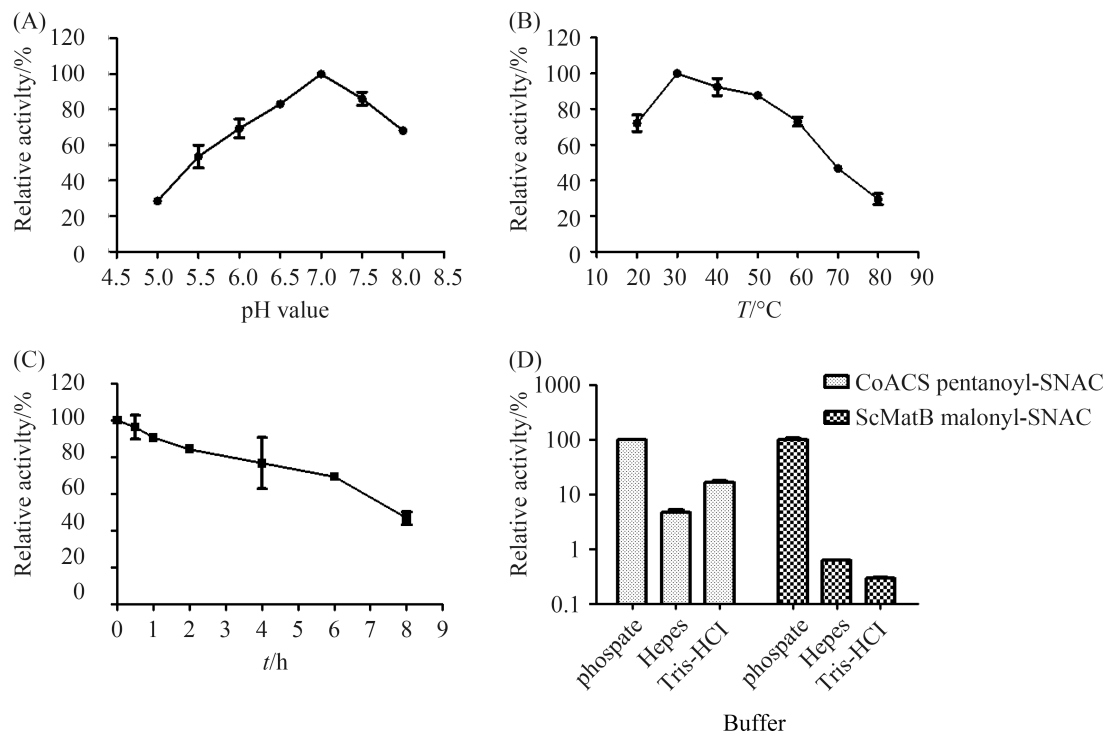 (A)
Relative activlty/%
120
100
80
60
40
20
0
4.5 5.0 5.5 6.0 6.5 7.0 7.5 8.0 8.5
pH value
(B)
Relative activlty/%
120
100
80
60
40
20
0
10 20 30 40 50 60 70 80 90
T/°C
(C)
Relative activlty/%
120
100
80
60
40
20
0
0 1 2 4 6 8 9
t/h
(D)
CoACS pentanoyl-SNAC
ScMatB malonyl-SNAC
Relative activlty/%
1000
100
10
1
0.1
phospate
Hepes
Tris-HCI
phosphate
Hepes
Tris-HCI
Buffer